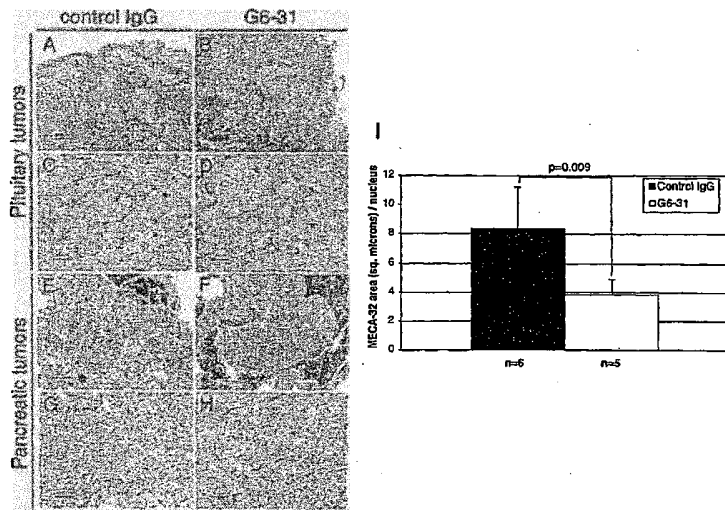 control IgG G6-31
Pituitary tumors
A B
C D
Pancreatic tumors
E F
G H
I
p=0.009
Control IgG
G6-31
MECA-32 area (sq. microns) / nucleus
12
10
8
6
4
2
0
n=6 n=5